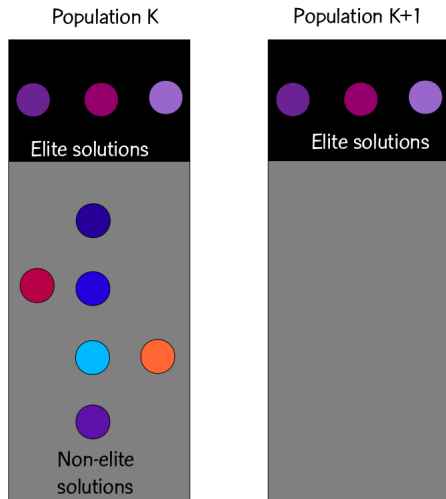 Population K
Population K+1
Elite solutions
Elite solutions
Non-elite
solutions